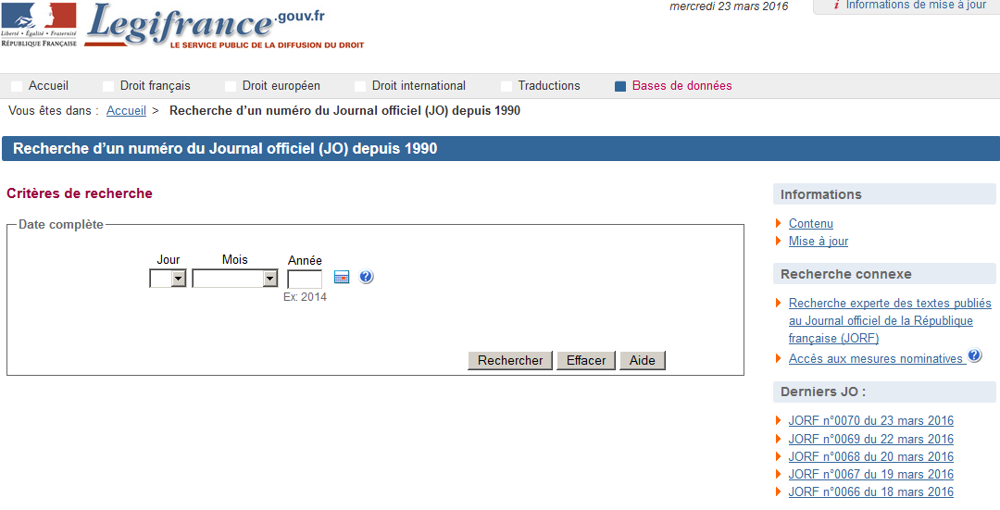 mercredi 23 mars 2016
i Informations de mise à jour
Legifrance.gouv.fr
Liberté • Égalité • Fraternité
RÉPUBLIQUE FRANÇAISE
LE SERVICE PUBLIC DE LA DIFFUSION DU DROIT
Accueil Droit français Droit européen Droit international Traductions Bases de données
Vous êtes dans : Accueil > Recherche d'un numéro du Journal officiel (JO) depuis 1990
Recherche d'un numéro du Journal officiel (JO) depuis 1990
Critères de recherche
Date complète
Jour Mois Année
?
Ex: 2014
Rechercher Effacer Aide
Informations
Contenu
Mise à jour
Recherche connexe
Recherche experte des textes publiés
au Journal officiel de la République
française (JORF)
Accès aux mesures nominatives ?
Derniers JO :
JORF n°0070 du 23 mars 2016
JORF n°0069 du 22 mars 2016
JORF n°0068 du 20 mars 2016
JORF n°0067 du 19 mars 2016
JORF n°0066 du 18 mars 2016